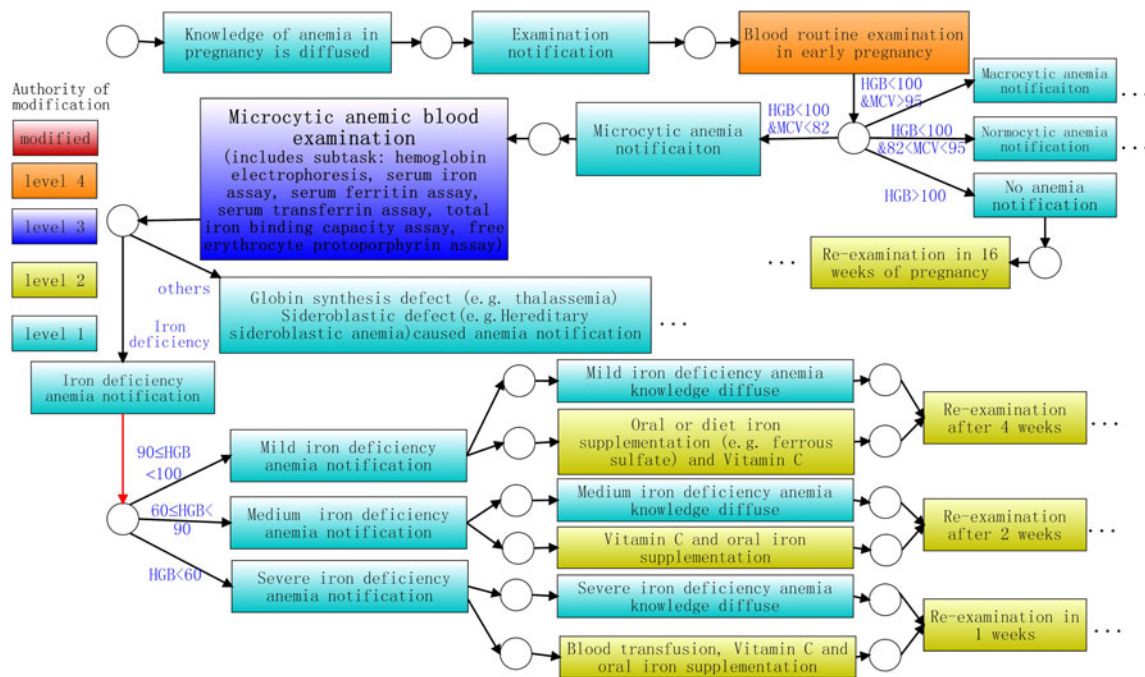 Knowledge of anemia in
pregnancy is diffused
Examination
notification
Blood routine examination
in early pregnancy
Authority of
modification
modified
level 4
level 3
level 2
level 1
Microcytic anemic blood
examination
(includes subtask: hemoglobin
electrophoresis, serum iron
assay, serum ferritin assay,
serum transferrin assay, total
iron binding capacity assay, free
erythrocyte protoporphyrin assay)
Microcytic anemia
notificaiton
HGB<100
&MCV<82
HGB<100
&MCV>95
HGB<100
&82<MCV<95
HGB>100
Macrocytic anemia
notificaiton
...
Normocytic anemia
notification
...
No anemia
notification
...
Re-examination in 16
weeks of pregnancy
others
Globin synthesis defect (e.g. thalassemia)
Sideroblastic defect(e.g.Hereditary
sideroblastic anemia)caused anemia notification
...
Iron
deficiency
Iron deficiency
anemia notification
90≤HGB
<100
60≤HGB<
90
HGB<60
Mild iron deficiency
anemia notification
Medium iron deficiency
anemia notification
Severe iron deficiency
anemia notification
Mild iron deficiency anemia
knowledge diffuse
Oral or diet iron
supplementation (e.g. ferrous
sulfate) and Vitamin C
Re-examination
after 4 weeks
...
Medium iron deficiency anemia
knowledge diffuse
Vitamin C and oral iron
supplementation
Re-examination
after 2 weeks
...
Severe iron deficiency anemia
knowledge diffuse
Blood transfusion, Vitamin C and
oral iron supplementation
Re-examination in
1 weeks
...